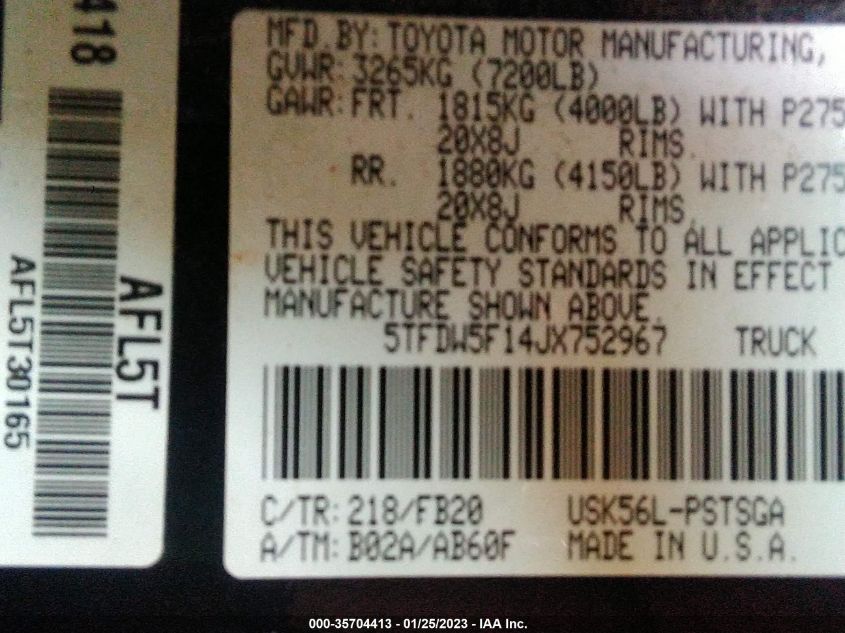 418
AFL5T
AFL5T30165
MFD.BY:TOYOTA MOTOR MANUFACTURING,
GVWR:3265KG (7200LB)
GAWR:FRT. 1815KG (4000LB) WITH P275
20X8J RIMS,
RR. 1880KG (4150LB) WITH P275
20X8J RIMS,
THIS VEHICLE CONFORMS TO ALL APPLIC
VEHICLE SAFETY STANDARDS IN EFFECT
MANUFACTURE SHOWN ABOVE.
5TFDW5F14JX752967 TRUCK
C/TR:218/FB20 USK56L-PSTSGA
A/TM:B02A/AB60F MADE IN U.S.A.
000-35704413 - 01/25/2023 - IAA Inc.